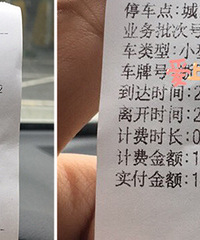 停车点:城
业务批次号
车类型:小
车牌号
到达时间:2
离开时间:2
计费时长:0
计费金额:1
实付金额:1
2